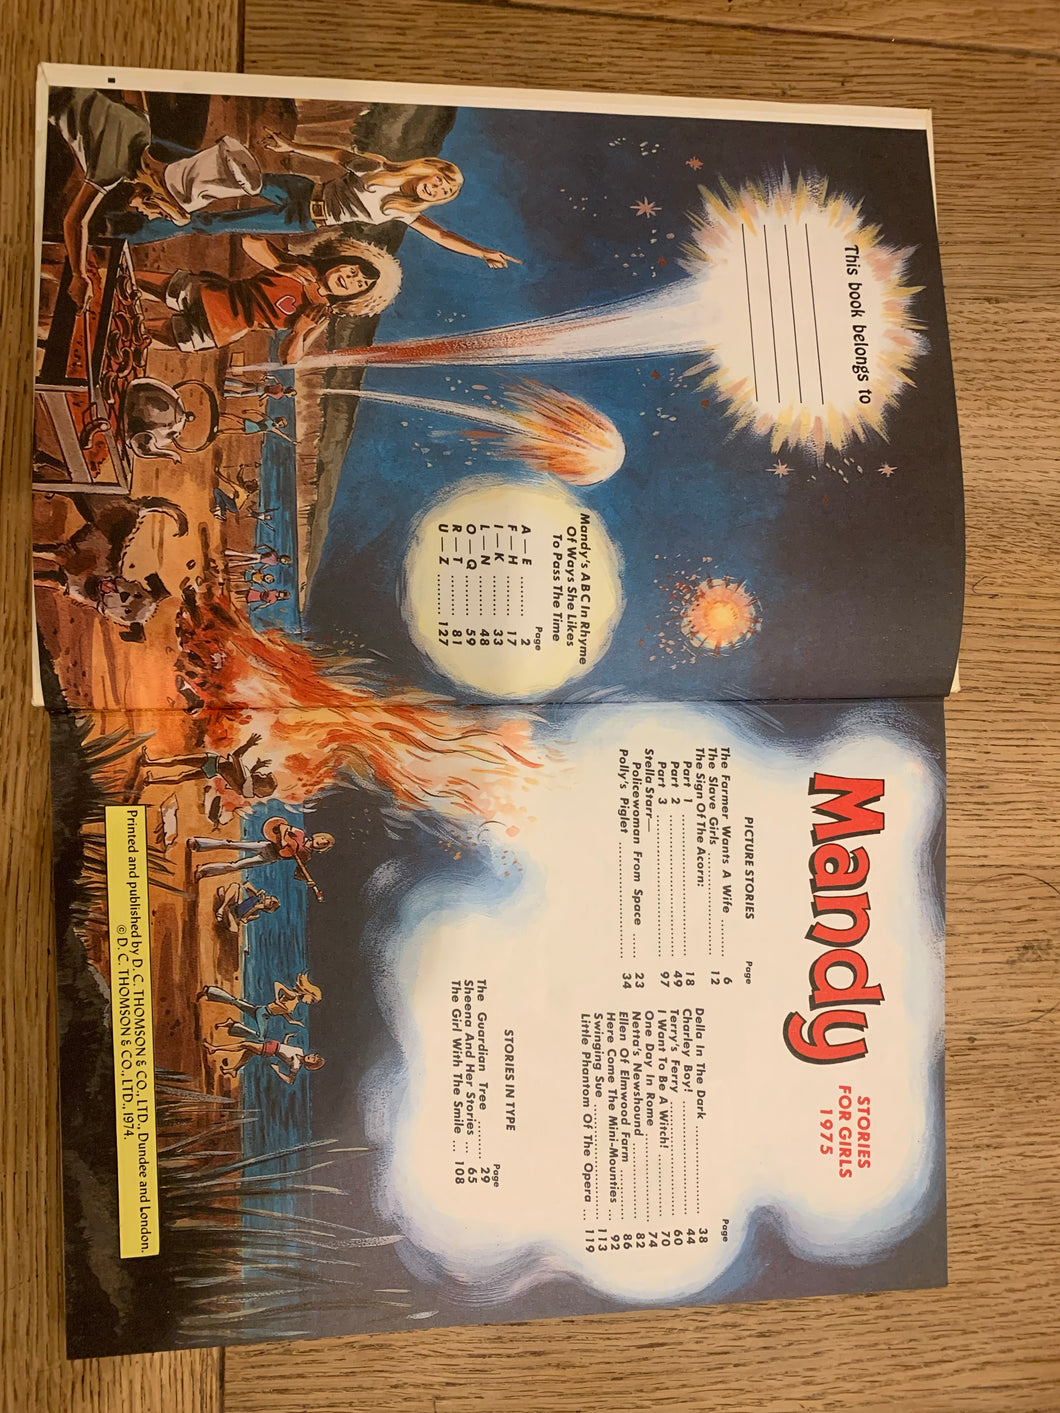 This book belongs to
Mandy's A B C In Rhyme
Of Ways She Likes
To Pass The Time
Page
A — E .......... 2
F — H .......... 17
I — K .......... 33
L — N .......... 48
O — Q .......... 59
R — T .......... 81
U — Z .......... 127
Mandy
STORIES
FOR GIRLS
1975
PICTURE STORIES
Page
The Farmer Wants A Wife ........ 6
The Slave Girls .................... 12
The Sign Of The Acorn:
Part 1 .......................... 18
Part 2 .......................... 49
Part 3 .......................... 97
Stella Starr—
Policewoman From Space ..... 23
Polly's Piglet ...................... 34
Page
Della In The Dark .................. 38
Charley Boy! ........................ 44
Terry's Ferry ........................ 60
I Want To Be A Witch! ............ 70
One Day In Rome .................. 74
Netta's Newshound ................ 82
Ellen Of Elmwood Farm .......... 86
Here Come The Mini-Mounties ... 92
Swinging Sue ........................ 113
Little Phantom Of The Opera ... 119
STORIES IN TYPE
Page
The Guardian Tree .......... 29
Sheena And Her Stories ... 65
The Girl With The Smile ... 108
Printed and published by D. C. THOMSON & CO., LTD., Dundee and London.
© D. C. THOMSON & CO., LTD., 1974.